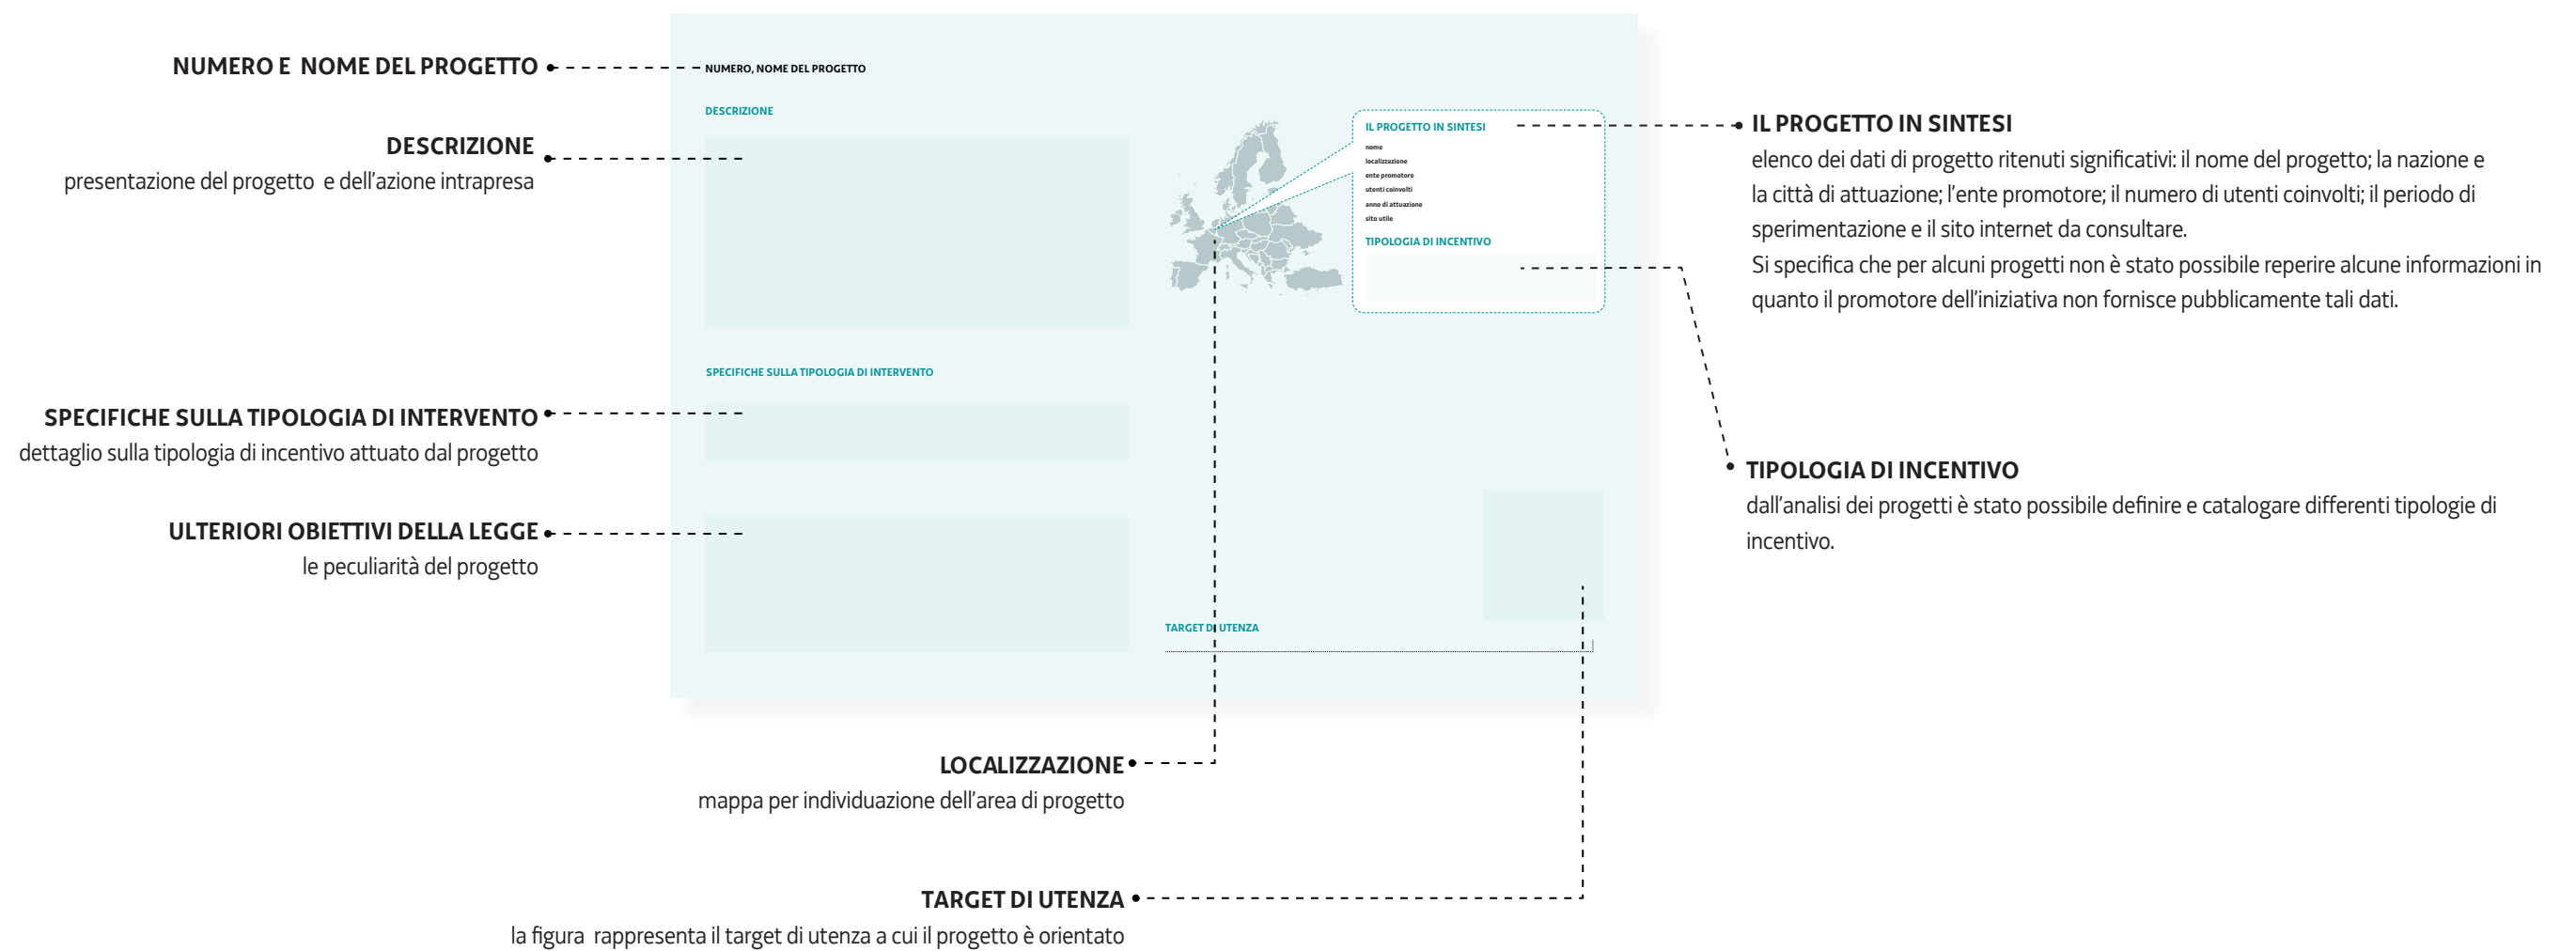 NUMERO E  NOME DEL PROGETTO
DESCRIZIONE
presentazione del progetto  e dell'azione intrapresa
SPECIFICHE SULLA TIPOLOGIA DI INTERVENTO
dettaglio sulla tipologia di incentivo attuato dal progetto
ULTERIORI OBIETTIVI DELLA LEGGE
le peculiarità del progetto
NUMERO, NOME DEL PROGETTO
DESCRIZIONE
SPECIFICHE SULLA TIPOLOGIA DI INTERVENTO
IL PROGETTO IN SINTESI
nome
localizzazione
ente promotore
utenti coinvolti
anno di attuazione
sito utile
TIPOLOGIA DI INCENTIVO
TARGET DI UTENZA
IL PROGETTO IN SINTESI
elenco dei dati di progetto ritenuti significativi: il nome del progetto; la nazione e
la città di attuazione; l'ente promotore; il numero di utenti coinvolti; il periodo di
sperimentazione e il sito internet da consultare.
Si specifica che per alcuni progetti non è stato possibile reperire alcune informazioni in
quanto il promotore dell'iniziativa non fornisce pubblicamente tali dati.
TIPOLOGIA DI INCENTIVO
dall'analisi dei progetti è stato possibile definire e catalogare differenti tipologie di
incentivo.
LOCALIZZAZIONE
mappa per individuazione dell'area di progetto
TARGET DI UTENZA
la figura  rappresenta il target di utenza a cui il progetto è orientato